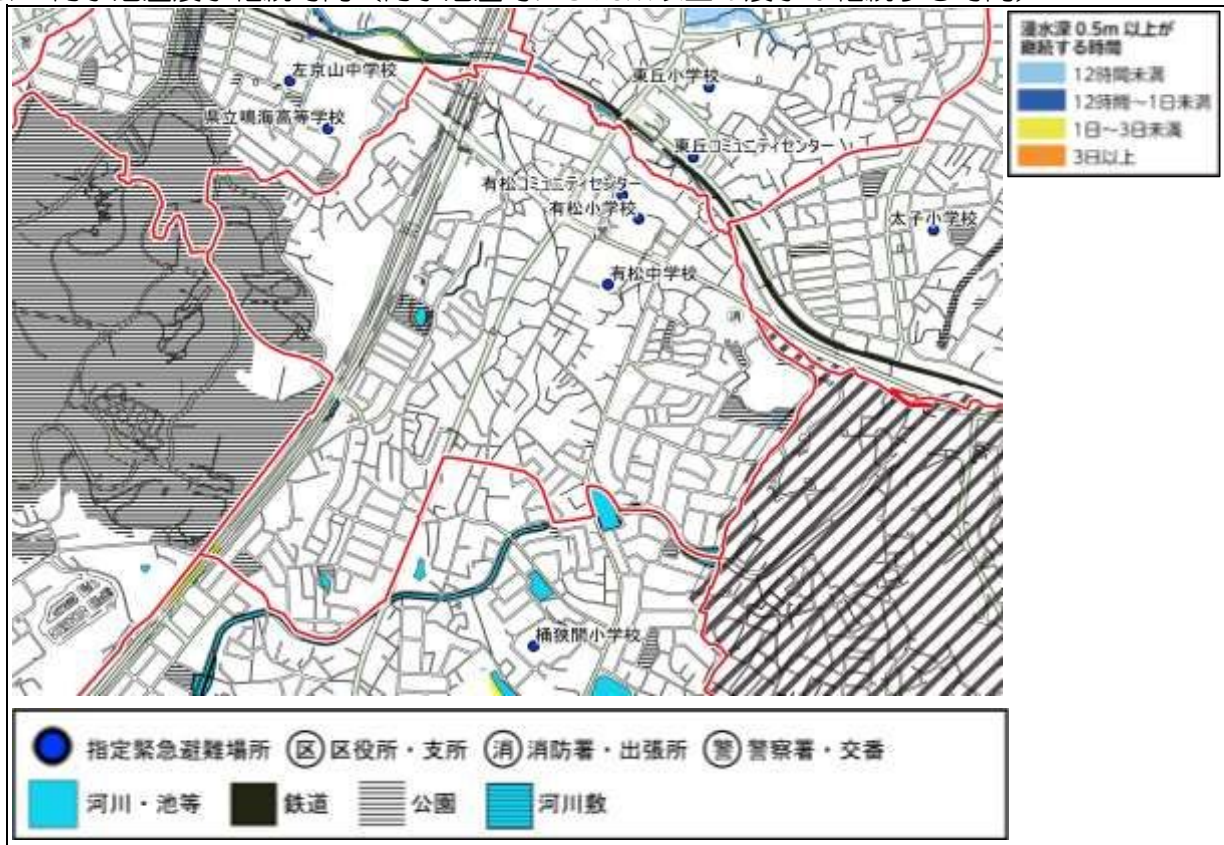 浸水深 0.5m 以上が
継続する時間
12時間未満
12時間～1日未満
1日～3日未満
3日以上
左京山中学校
東丘小学校
県立鳴海高等学校
東丘コミュニティセンター
有松コミュニティセンター
有松小学校
太子小学校
有松中学校
消
桶狭間小学校
指定緊急避難場所 区 区役所・支所 消 消防署・出張所 警 警察署・交番
河川・池等 鉄道 公園 河川敷